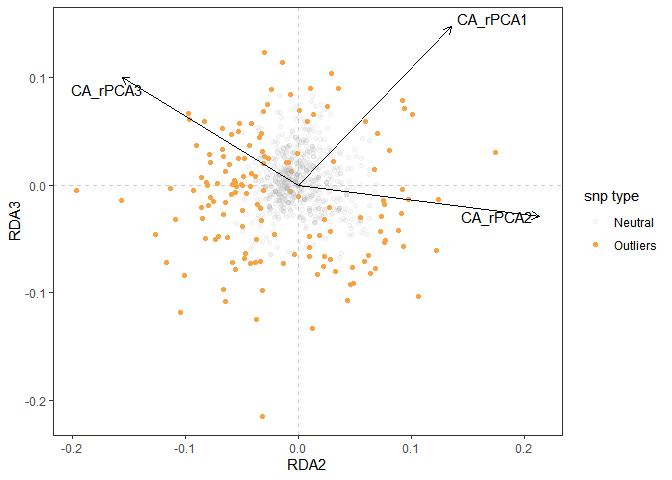 CA_rPCA1
CA_rPCA3
CA_rPCA2
0.1
0.0
-0.1
-0.2
RDA3
-0.2
-0.1
0.0
0.1
0.2
RDA2
snp type
Neutral
Outliers